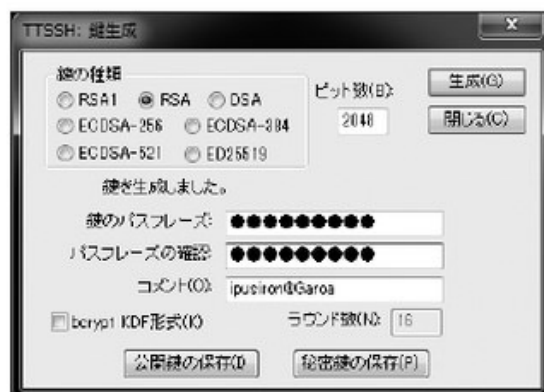 TTSSH: 鍵生成
鍵の種類
RSA1 RSA DSA
ECDSA-256 ECDSA-384
ECDSA-521 ED25519
ビット数(B):
2048
生成(G)
閉じる(C)
鍵を生成しました。
鍵のパスフレーズ: ●●●●●●●●●
パスフレーズの確認: ●●●●●●●●●
コメント(O): ipusiron@Garoa
bcrypt KDF形式(K) ラウンド数(N): 16
公開鍵の保存(I) 秘密鍵の保存(P)